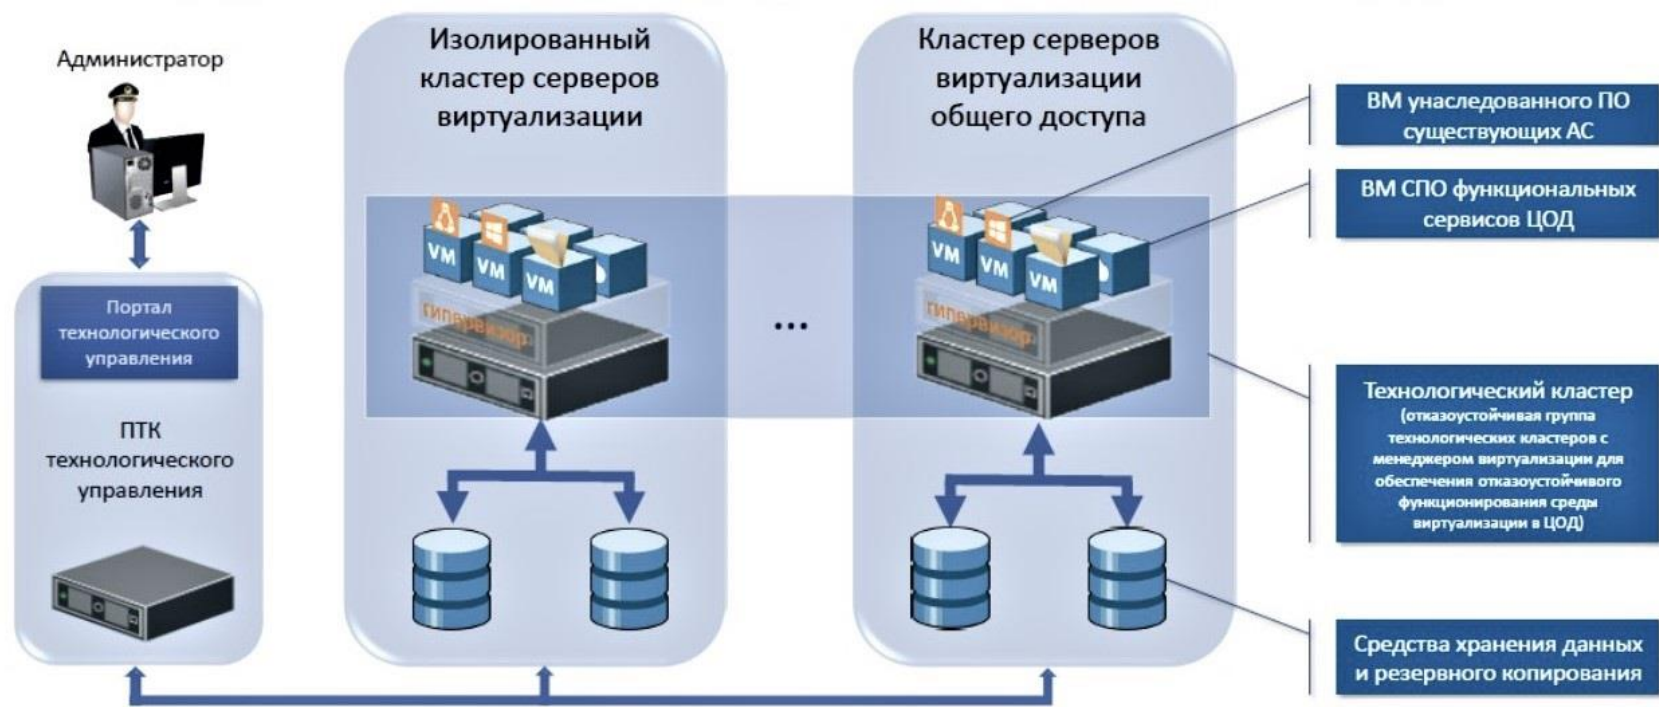 Администратор
Портал
технологического
управления
ПТК
технологического
управления
Изолированный
кластер серверов
виртуализации
VM
VM
VM
гипервизор
...
Кластер серверов
виртуализации
общего доступа
VM
VM
VM
гипервизор
ВМ унаследованного ПО
существующих АС
ВМ СПО функциональных
сервисов ЦОД
Технологический кластер
(отказоустойчивая группа
технологических кластеров с
менеджером виртуализации для
обеспечения отказоустойчивого
функционирования среды
виртуализации в ЦОД)
Средства хранения данных
и резервного копирования